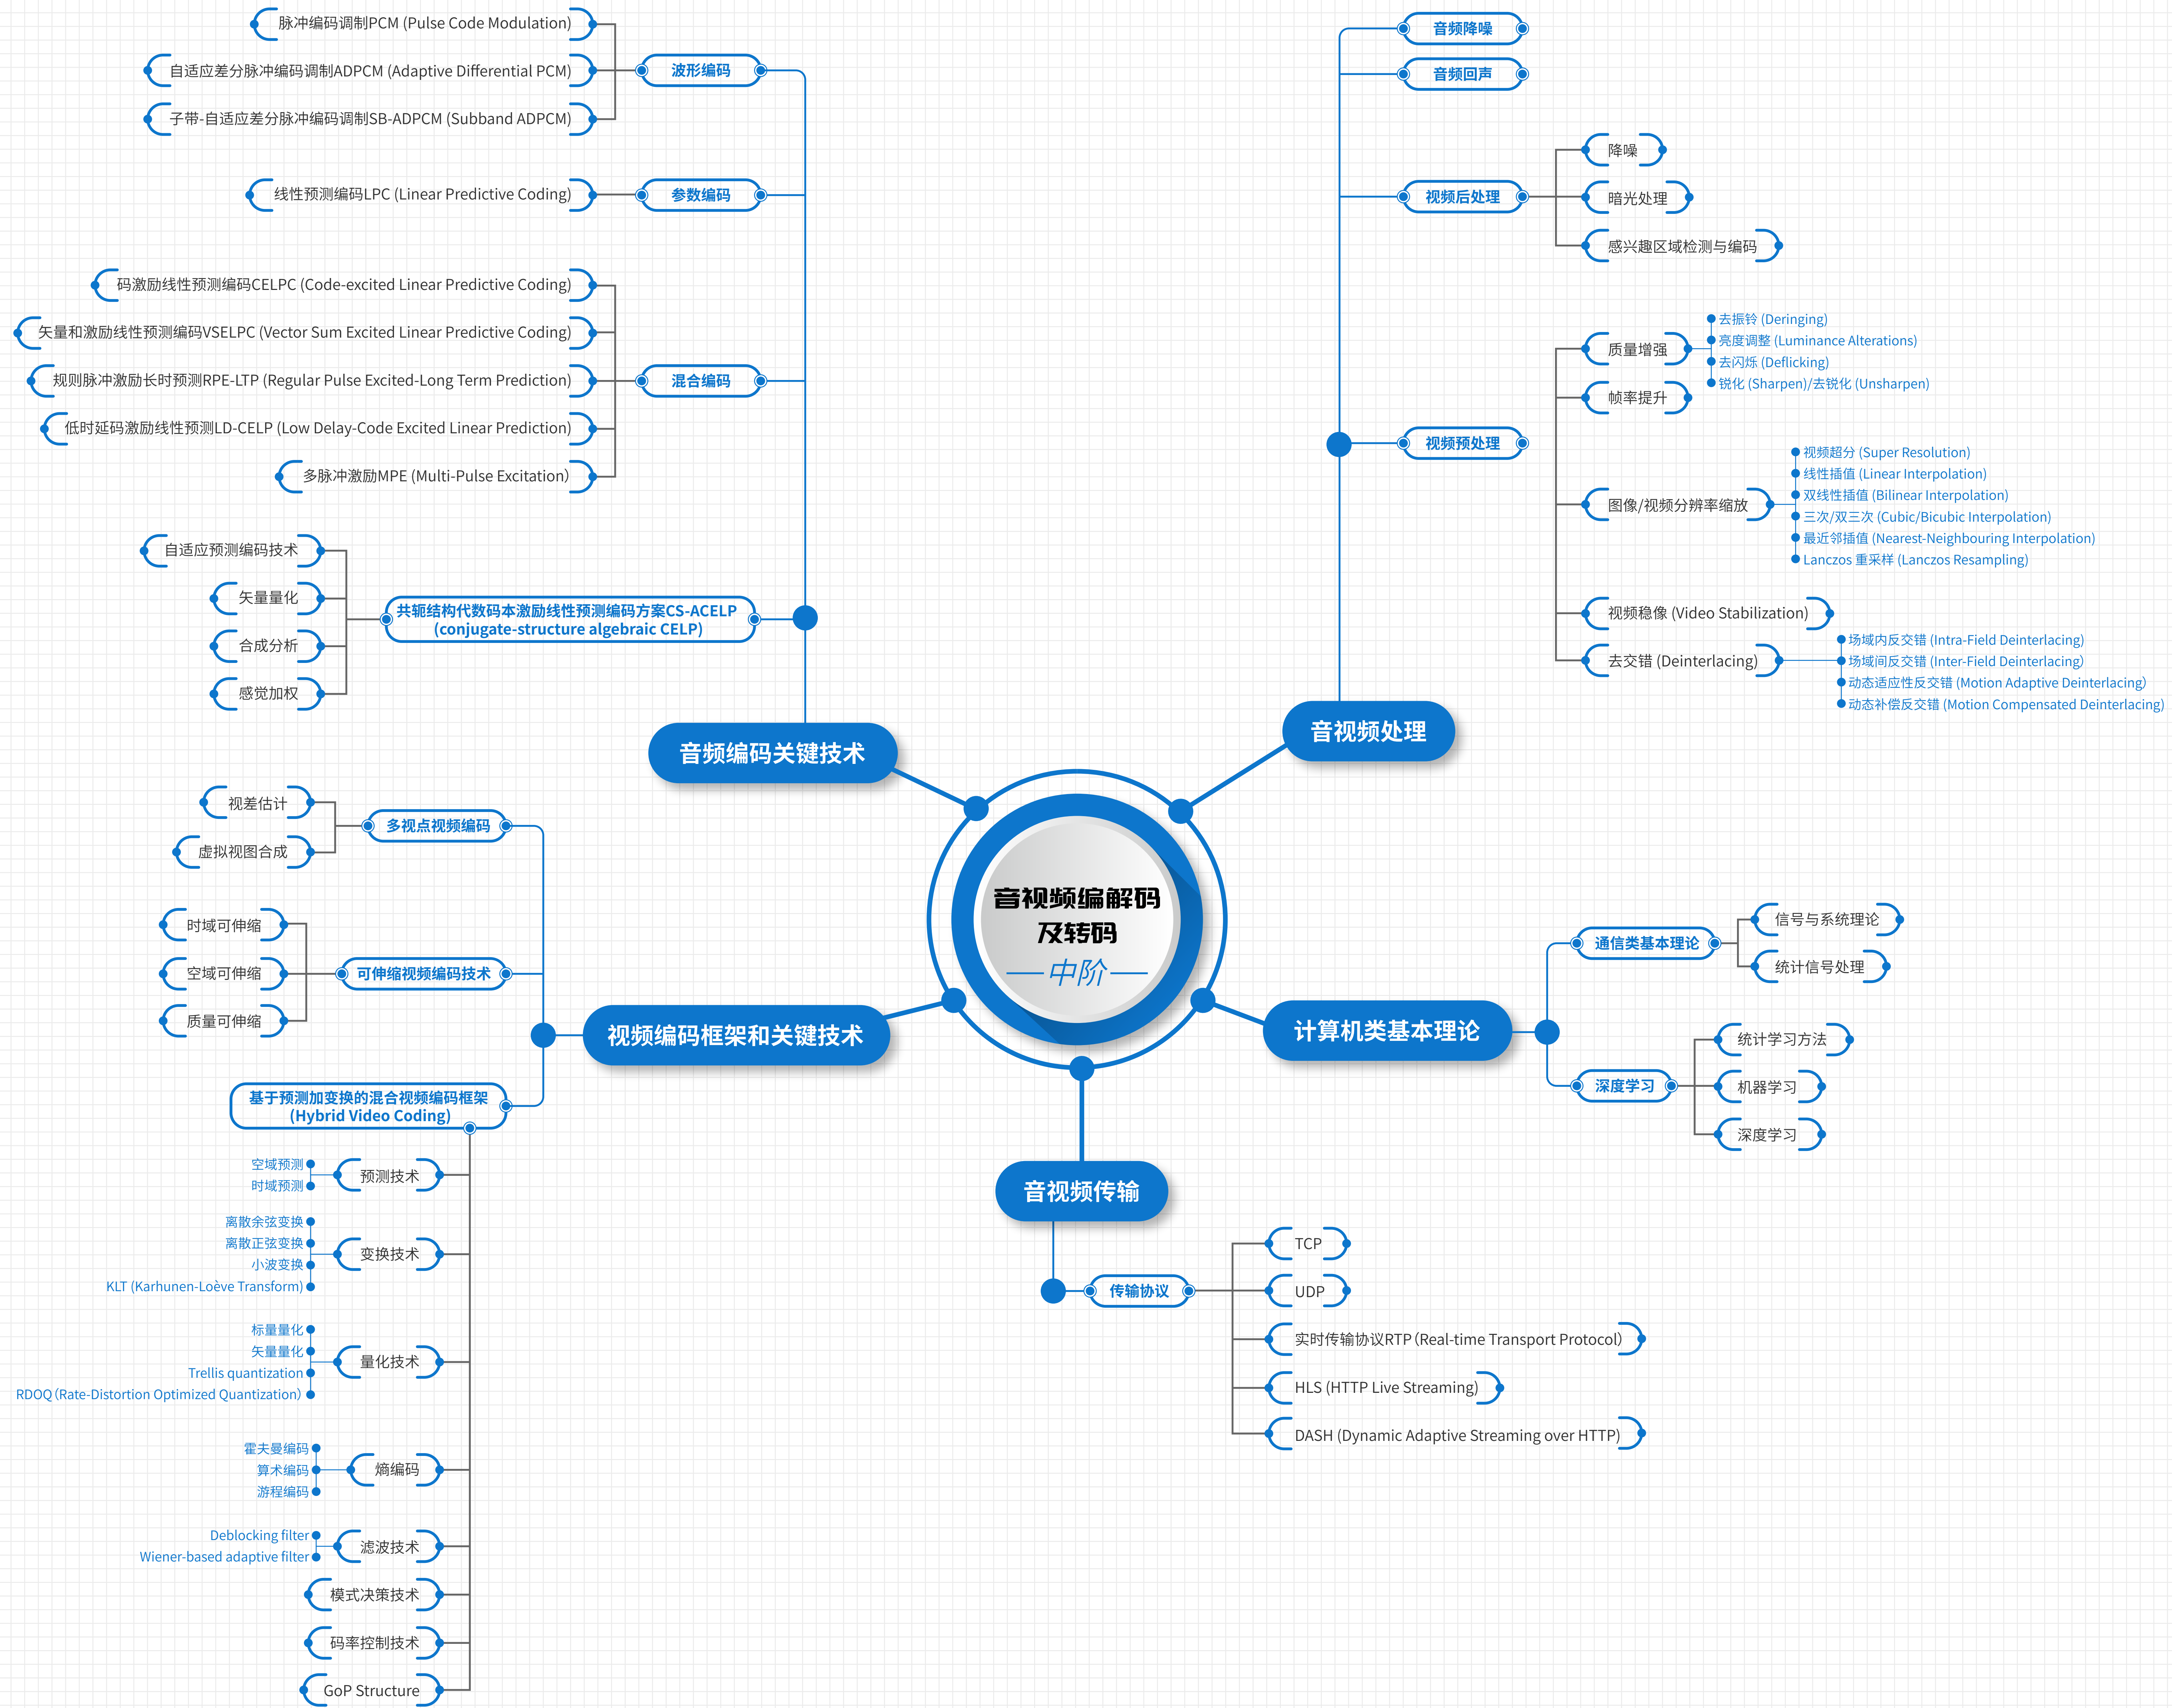 音视频编解码
及转码
中阶
音频编码关键技术
波形编码
脉冲编码调制PCM (Pulse Code Modulation)
自适应差分脉冲编码调制ADPCM (Adaptive Differential PCM)
子带-自适应差分脉冲编码调制SB-ADPCM (Subband ADPCM)
参数编码
线性预测编码LPC (Linear Predictive Coding)
混合编码
码激励线性预测编码CELPC (Code-excited Linear Predictive Coding)
矢量和激励线性预测编码VSELPC (Vector Sum Excited Linear Predictive Coding)
规则脉冲激励长时预测RPE-LTP (Regular Pulse Excited-Long Term Prediction)
低时延码激励线性预测LD-CELP (Low Delay-Code Excited Linear Prediction)
多脉冲激励MPE (Multi-Pulse Excitation）
共轭结构代数码本激励线性预测编码方案CS-ACELP
(conjugate-structure algebraic CELP)
自适应预测编码技术
矢量量化
合成分析
感觉加权
音视频处理
音频降噪
音频回声
视频后处理
降噪
暗光处理
感兴趣区域检测与编码
视频预处理
质量增强
去振铃 (Deringing)
亮度调整 (Luminance Alterations)
去闪烁 (Deflicking)
锐化 (Sharpen)/去锐化 (Unsharpen)
帧率提升
图像/视频分辨率缩放
视频超分 (Super Resolution)
线性插值 (Linear Interpolation)
双线性插值 (Bilinear Interpolation)
三次/双三次 (Cubic/Bicubic Interpolation)
最近邻插值 (Nearest-Neighbouring Interpolation)
Lanczos 重采样 (Lanczos Resampling)
视频稳像 (Video Stabilization)
去交错 (Deinterlacing)
场域内反交错 (Intra-Field Deinterlacing)
场域间反交错 (Inter-Field Deinterlacing）
动态适应性反交错 (Motion Adaptive Deinterlacing）
动态补偿反交错 (Motion Compensated Deinterlacing)
视频编码框架和关键技术
多视点视频编码
视差估计
虚拟视图合成
可伸缩视频编码技术
时域可伸缩
空域可伸缩
质量可伸缩
基于预测加变换的混合视频编码框架
(Hybrid Video Coding)
预测技术
空域预测
时域预测
变换技术
离散余弦变换
离散正弦变换
小波变换
KLT (Karhunen-Loève Transform)
量化技术
标量量化
矢量量化
Trellis quantization
RDOQ（Rate-Distortion Optimized Quantization）
熵编码
霍夫曼编码
算术编码
游程编码
滤波技术
Deblocking filter
Wiener-based adaptive filter
模式决策技术
码率控制技术
GoP Structure
计算机类基本理论
通信类基本理论
信号与系统理论
统计信号处理
深度学习
统计学习方法
机器学习
深度学习
音视频传输
传输协议
TCP
UDP
实时传输协议RTP（Real-time Transport Protocol）
HLS (HTTP Live Streaming)
DASH (Dynamic Adaptive Streaming over HTTP)